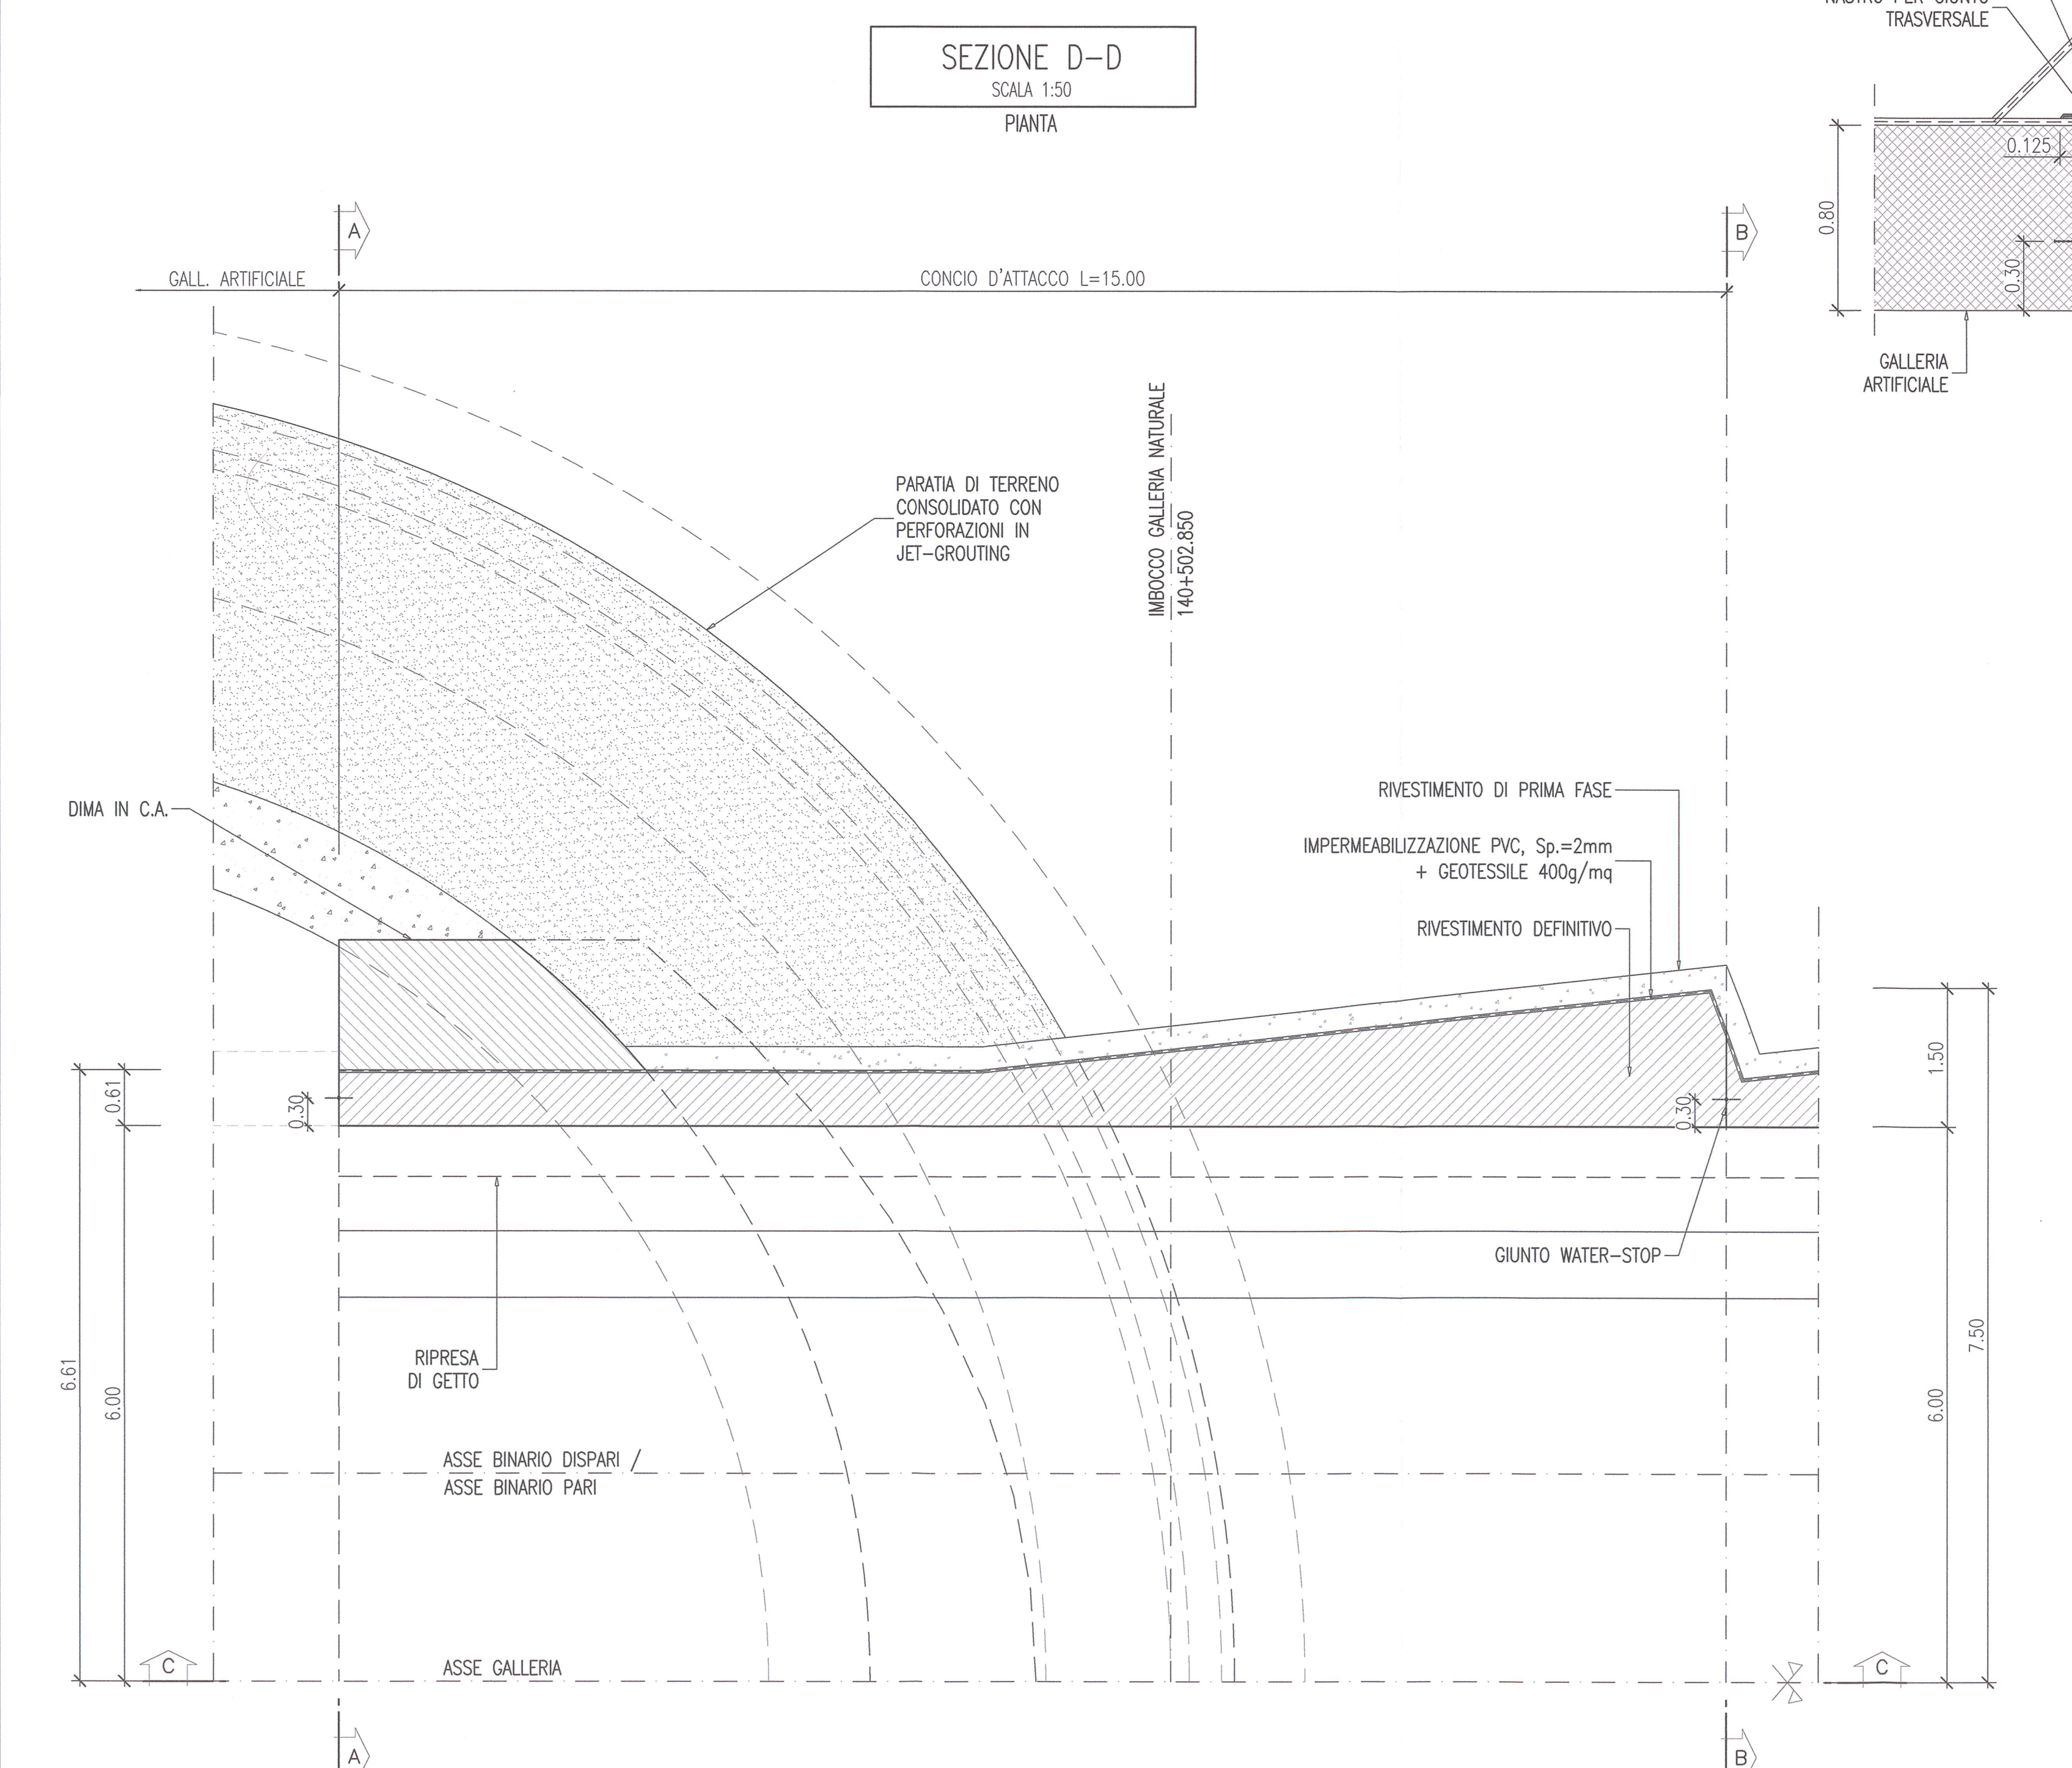 SEZIONE D-D
SCALA 1:50
PIANTA
TRASVERSALE
0.125
0.80
0.30
GALLERIA
ARTIFICIALE
A
B
GALL. ARTIFICIALE
CONCIO D'ATTACCO L=15.00
IMBOCCO GALLERIA NATURALE
140+502.850
PARATIA DI TERRENO
CONSOLIDATO CON
PERFORAZIONI IN
JET-GROUTING
DIMA IN C.A.
RIVESTIMENTO DI PRIMA FASE
IMPERMEABILIZZAZIONE PVC, Sp.=2mm
+ GEOTESSILE 400g/mq
RIVESTIMENTO DEFINITIVO
0.61
0.30
0.30
1.50
GIUNTO WATER-STOP
RIPRESA
DI GETTO
6.61
6.00
6.00
7.50
ASSE BINARIO DISPARI /
ASSE BINARIO PARI
ASSE GALLERIA
C
C
A
B